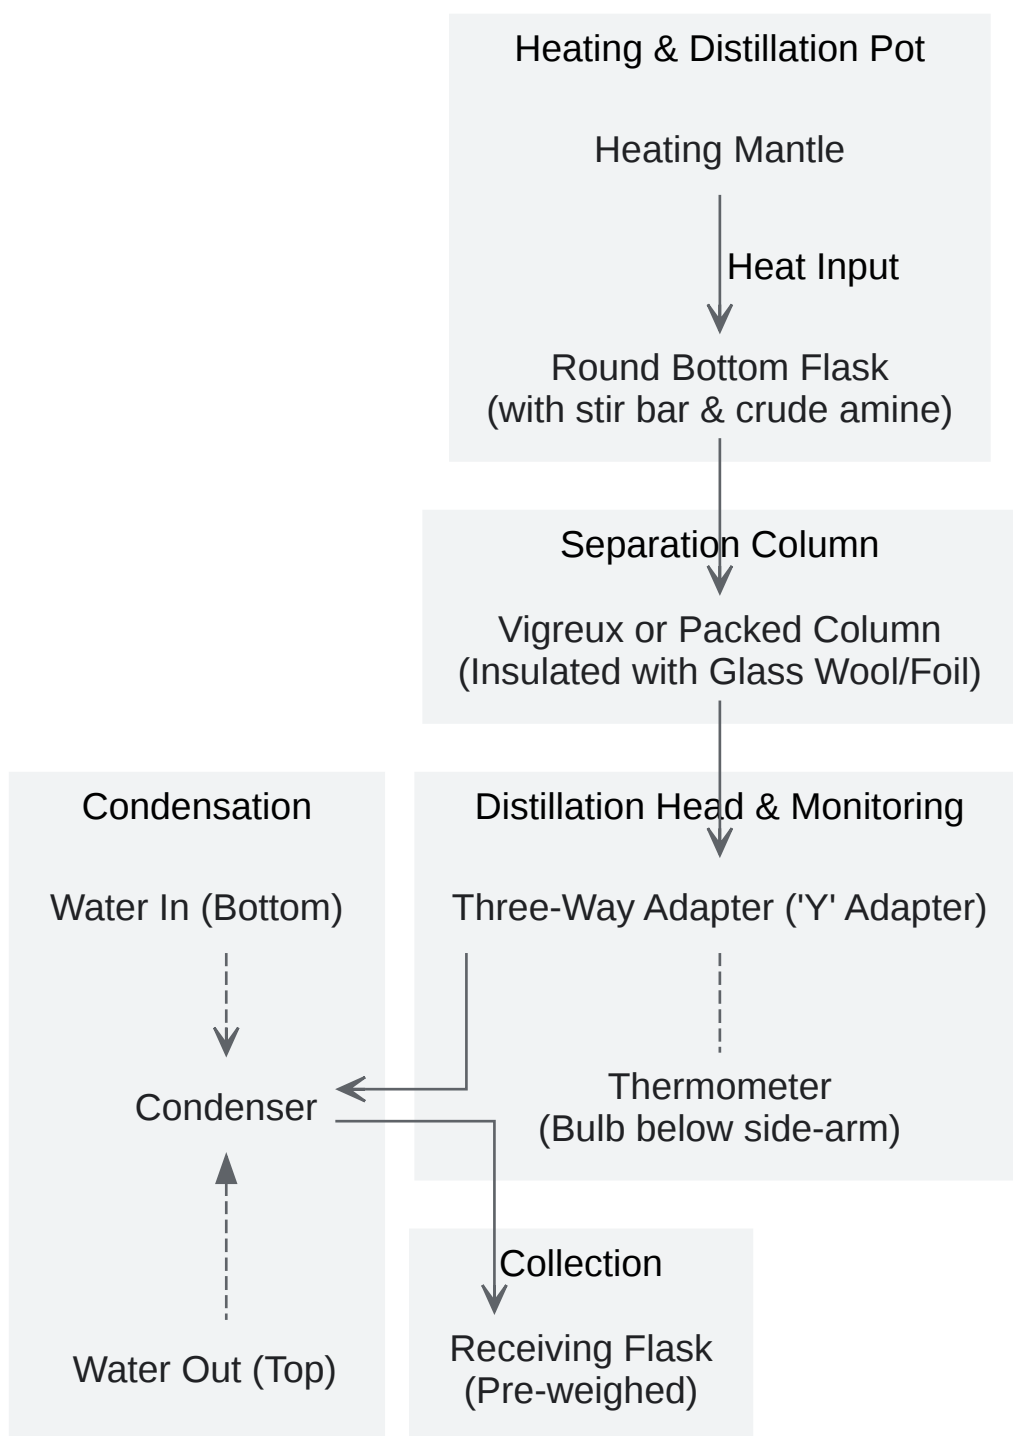 Heating & Distillation Pot
Heating Mantle
Heat Input
Round Bottom Flask
(with stir bar & crude amine)
Separation Column
Vigreux or Packed Column
(Insulated with Glass Wool/Foil)
Condensation
Distillation Head & Monitoring
Water In (Bottom)
Three-Way Adapter ('Y' Adapter)
Condenser
Thermometer
(Bulb below side-arm)
Collection
Water Out (Top)
Receiving Flask
(Pre-weighed)